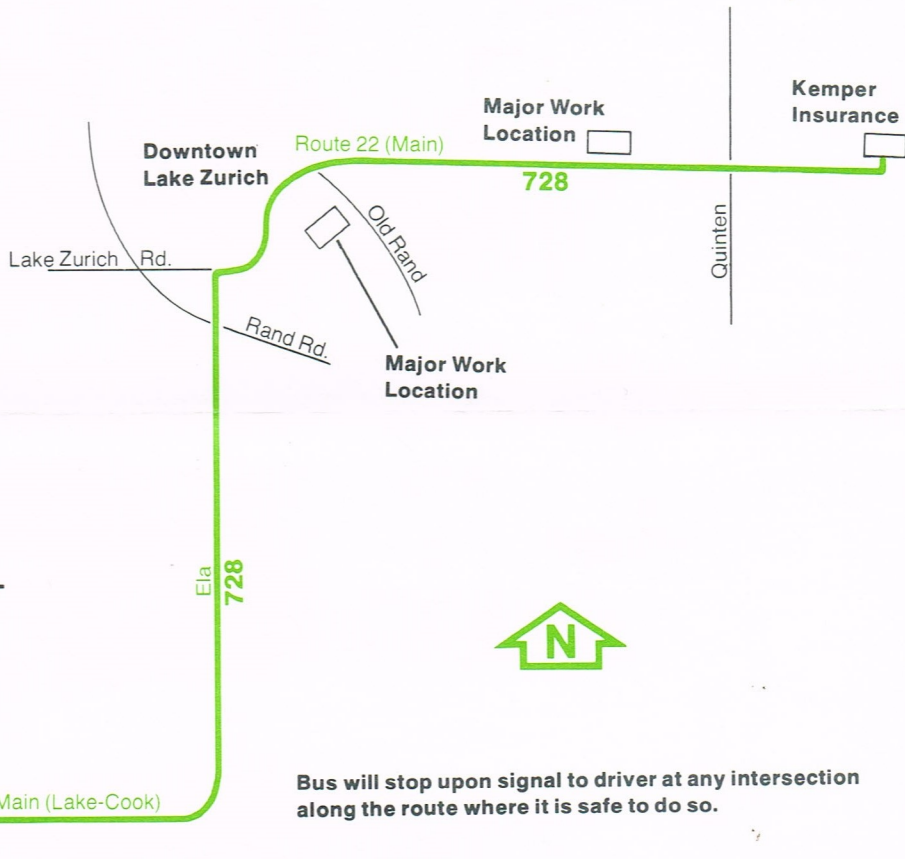 Kemper
Insurance
Major Work
Location
Route 22 (Main)
Downtown
Lake Zurich
728
Old Rand
Quinten
Lake Zurich Rd.
Rand Rd.
Major Work
Location
Ela
728
N
Bus will stop upon signal to driver at any intersection
along the route where it is safe to do so.
Main (Lake-Cook)